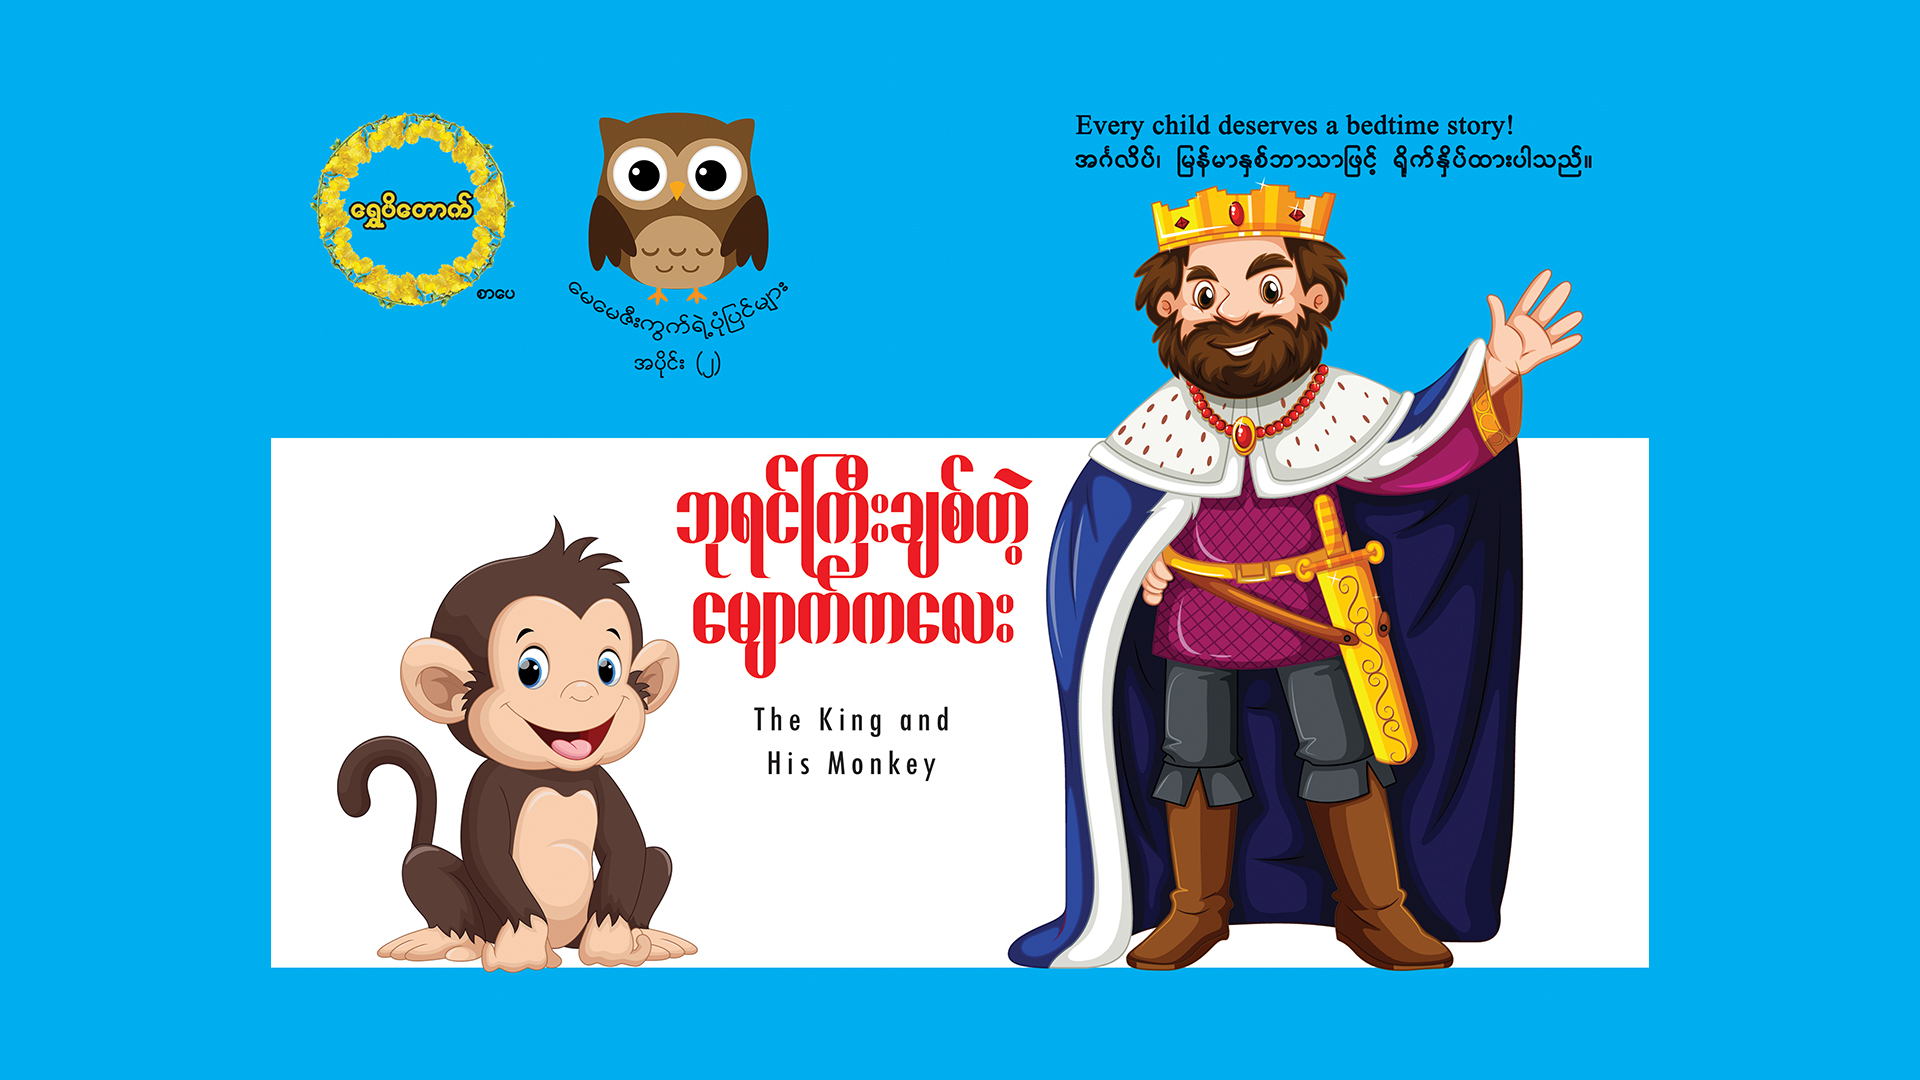 ရွှေပိတောက်
စာပေ
မေမေဇီးကွက်ရဲ့ပုံပြင်များ
အပိုင်း (၂)
Every child deserves a bedtime story!
အင်္ဂလိပ်၊ မြန်မာနှစ်ဘာသာဖြင့် ရိုက်နှိပ်ထားပါသည်။
ဘုရင်ကြီးချစ်တဲ့
မျောက်ကလေး
The King and
His Monkey